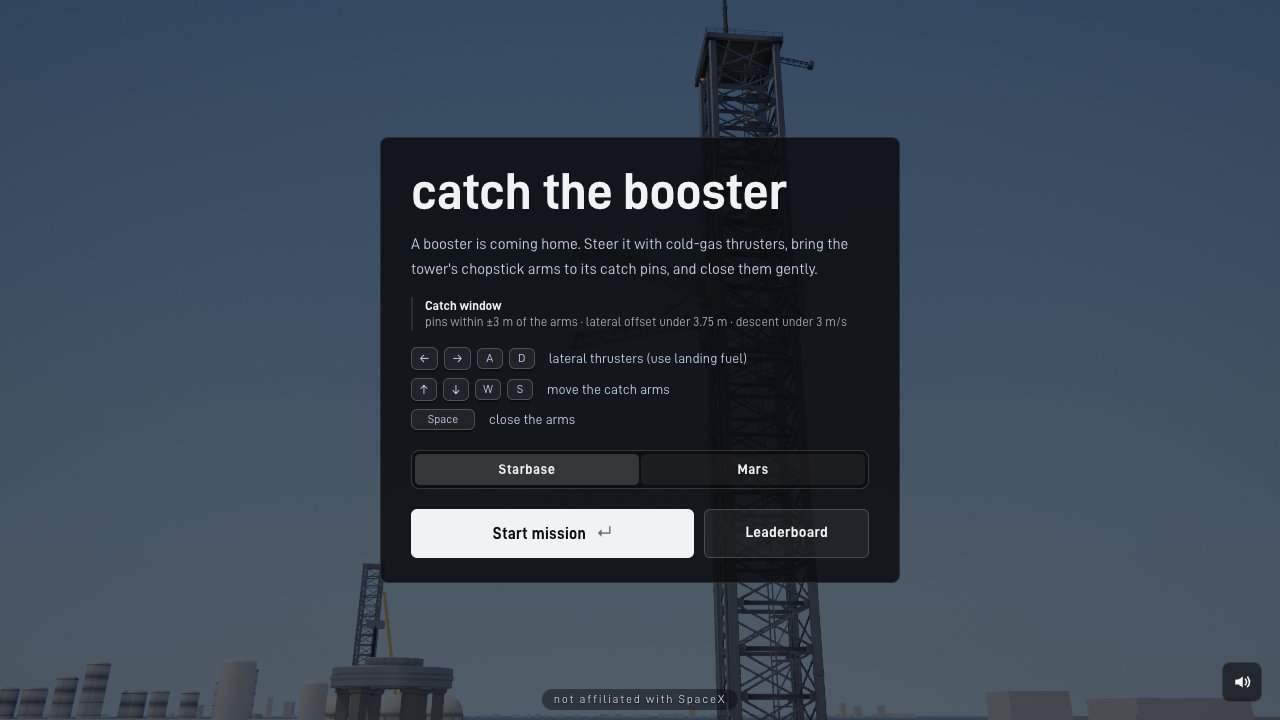 catch the booster
A booster is coming home. Steer it with cold-gas thrusters, bring the
tower's chopstick arms to its catch pins, and close them gently.
Catch window
pins within ±3 m of the arms · lateral offset under 3.75 m · descent under 3 m/s
← → A D lateral thrusters (use landing fuel)
↑ ↓ W S move the catch arms
Space close the arms
Starbase Mars
Start mission ↵ Leaderboard
not affiliated with SpaceX